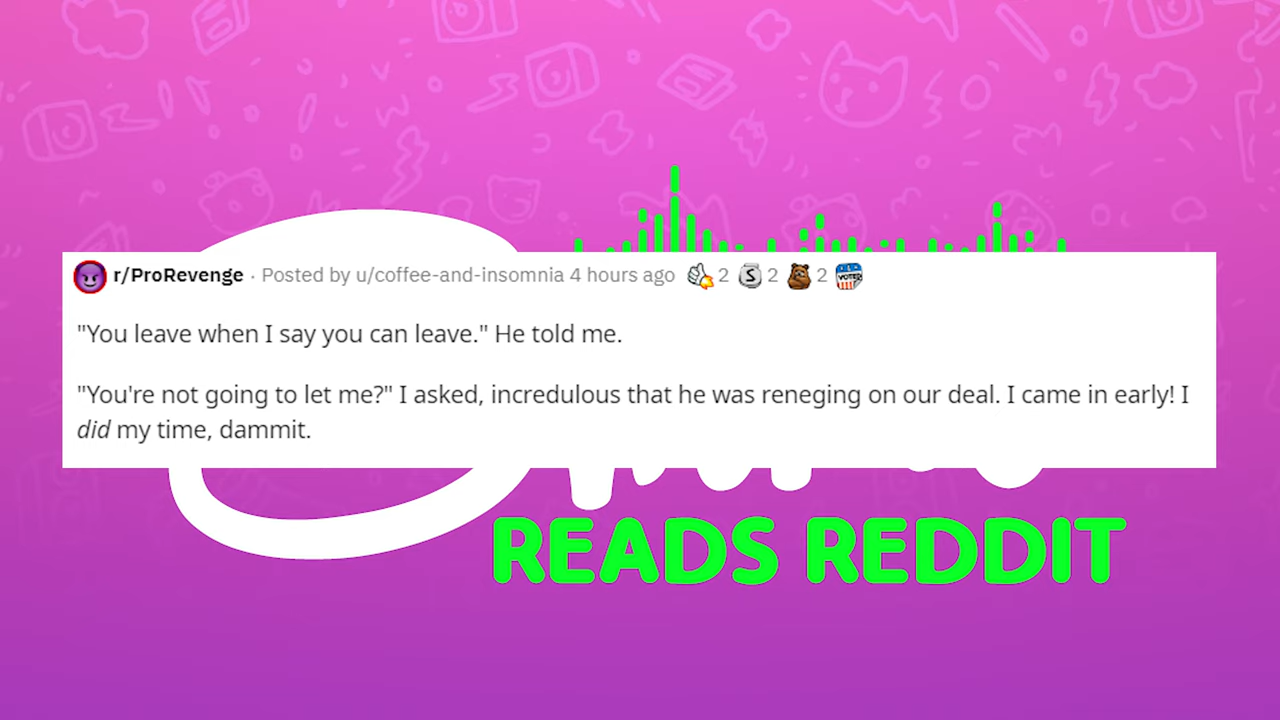 r/ProRevenge · Posted by u/coffee-and-insomnia 4 hours ago 2 S 2 2 VOTED
"You leave when I say you can leave." He told me.
"You're not going to let me?" I asked, incredulous that he was reneging on our deal. I came in early! I
did my time, dammit.
READS REDDIT